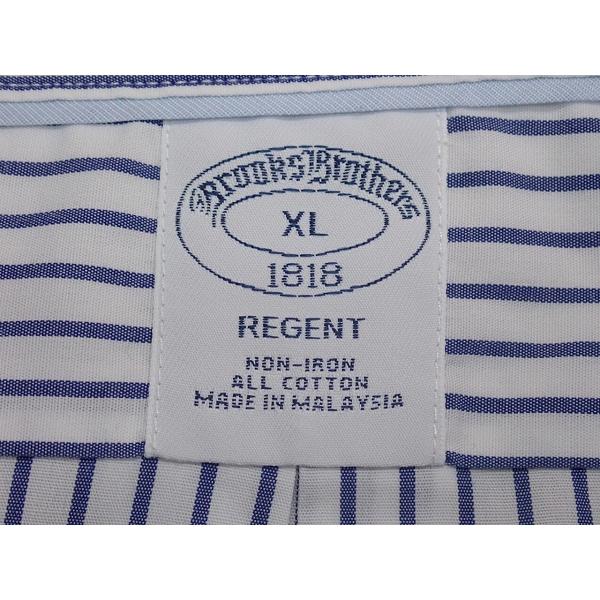 Brooks Brothers
XL
1818
REGENT
NON-IRON
ALL COTTON
MADE IN MALAYSIA